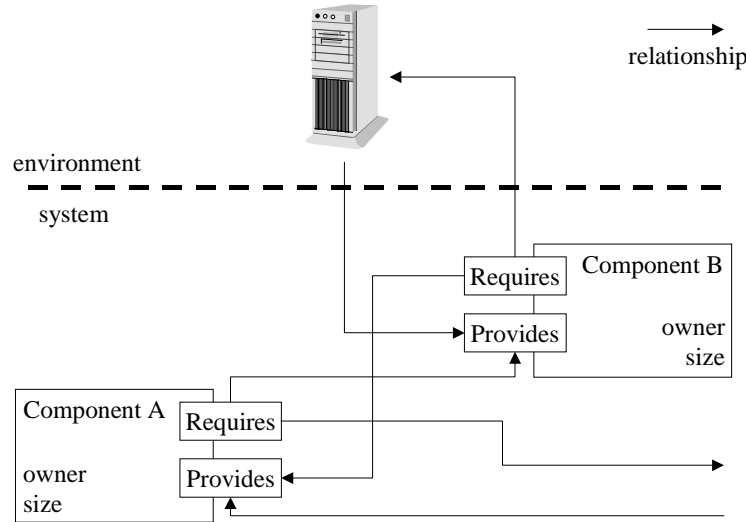 relationship
environment
system
Requires
Component B
Provides
owner
size
Component A
Requires
owner
Provides
size